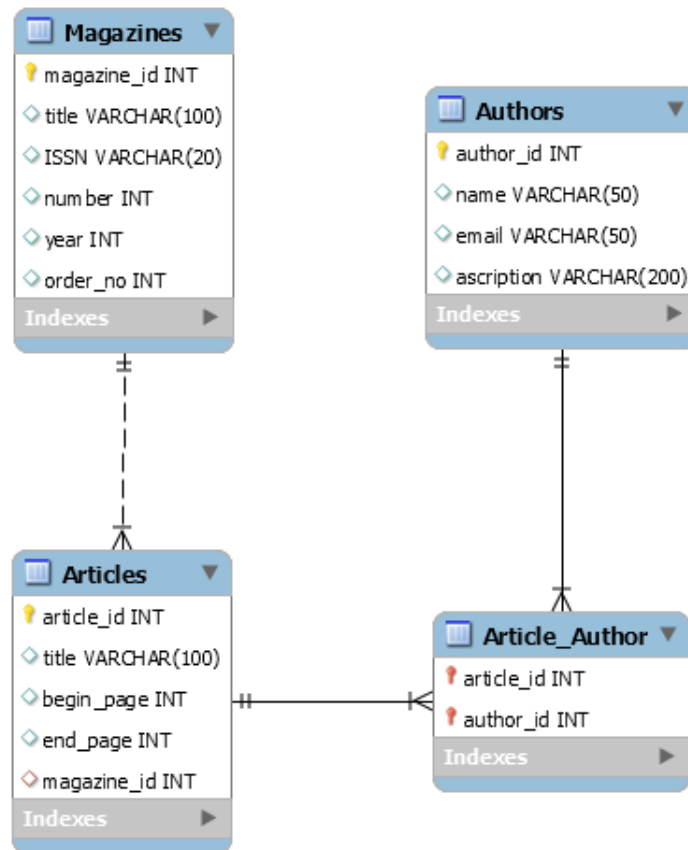 Magazines
magazine_id INT
title VARCHAR(100)
ISSN VARCHAR(20)
number INT
year INT
order_no INT
Indexes
Authors
author_id INT
name VARCHAR(50)
email VARCHAR(50)
ascription VARCHAR(200)
Indexes
Articles
article_id INT
title VARCHAR(100)
begin_page INT
end_page INT
magazine_id INT
Indexes
Article_Author
article_id INT
author_id INT
Indexes